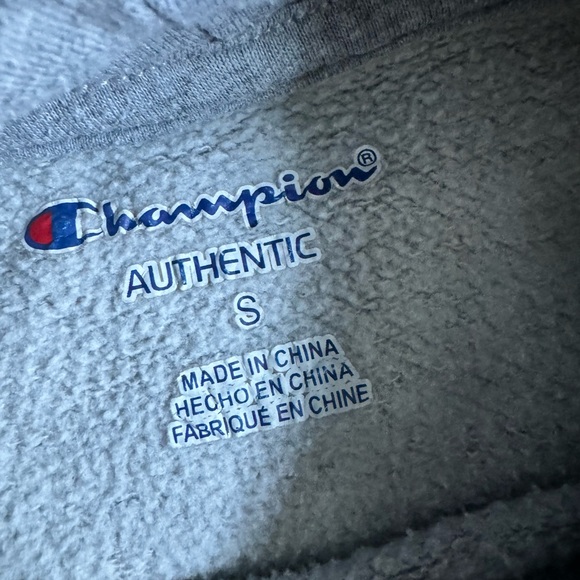 Champion®
AUTHENTIC
S
MADE IN CHINA
HECHO EN CHINA
FABRIQUÉ EN CHINE